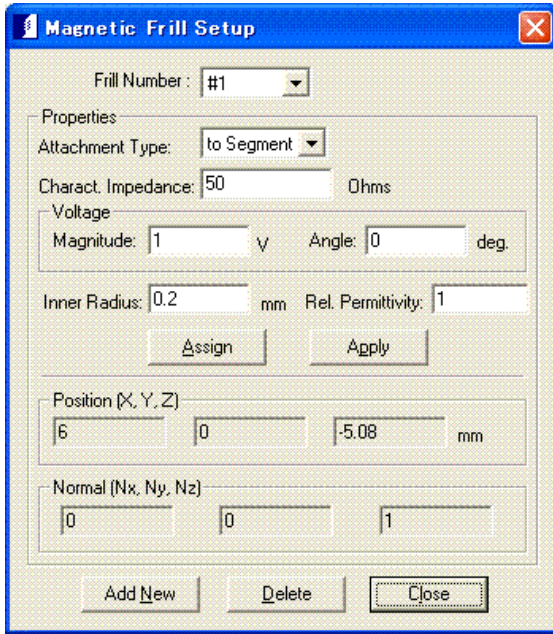 Magnetic Frill Setup
Frill Number : #1
Properties
Attachment Type: to Segment
Charact. Impedance: 50 Ohms
Voltage
Magnitude: 1 V Angle: 0 deg.
Inner Radius: 0.2 mm Rel. Permittivity: 1
Assign Apply
Position (X, Y, Z)
6 0 -5.08 mm
Normal (Nx, Ny, Nz)
0 0 1
Add New Delete Close